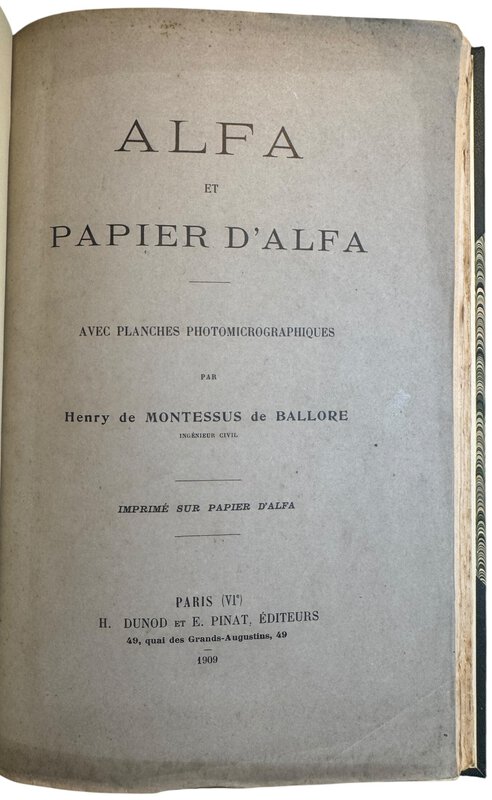 ALFA
ET
PAPIER D'ALFA
AVEC PLANCHES PHOTOMICROGRAPHIQUES
PAR
Henry de MONTESSUS de BALLORE
INGÉNIEUR CIVIL
IMPRIMÉ SUR PAPIER D'ALFA
PARIS (VIe)
H. DUNOD ET E. PINAT, ÉDITEURS
49, quai des Grands-Augustins, 49
1909